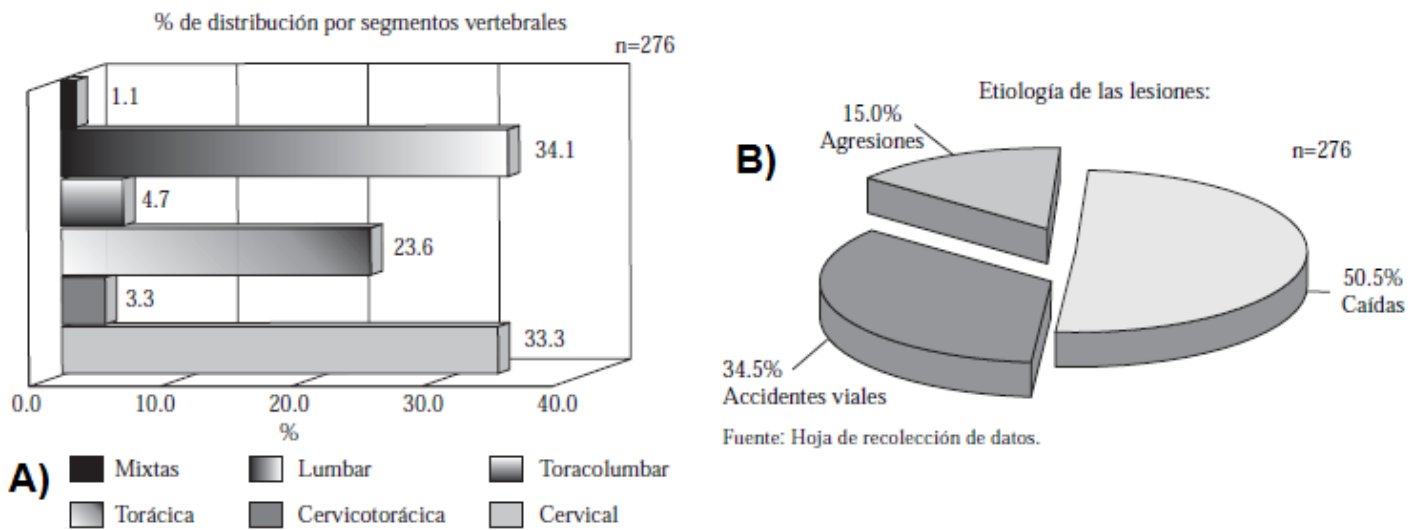 % de distribución por segmentos vertebrales
n=276
1.1
34.1
4.7
23.6
3.3
33.3
0.0 10.0 20.0 30.0 40.0
%
A)
Mixtas Lumbar Toracolumbar
Torácica Cervicotorácica Cervical
B)
Etiología de las lesiones:
n=276
15.0%
Agresiones
50.5%
Caídas
34.5%
Accidentes viales
Fuente: Hoja de recolección de datos.